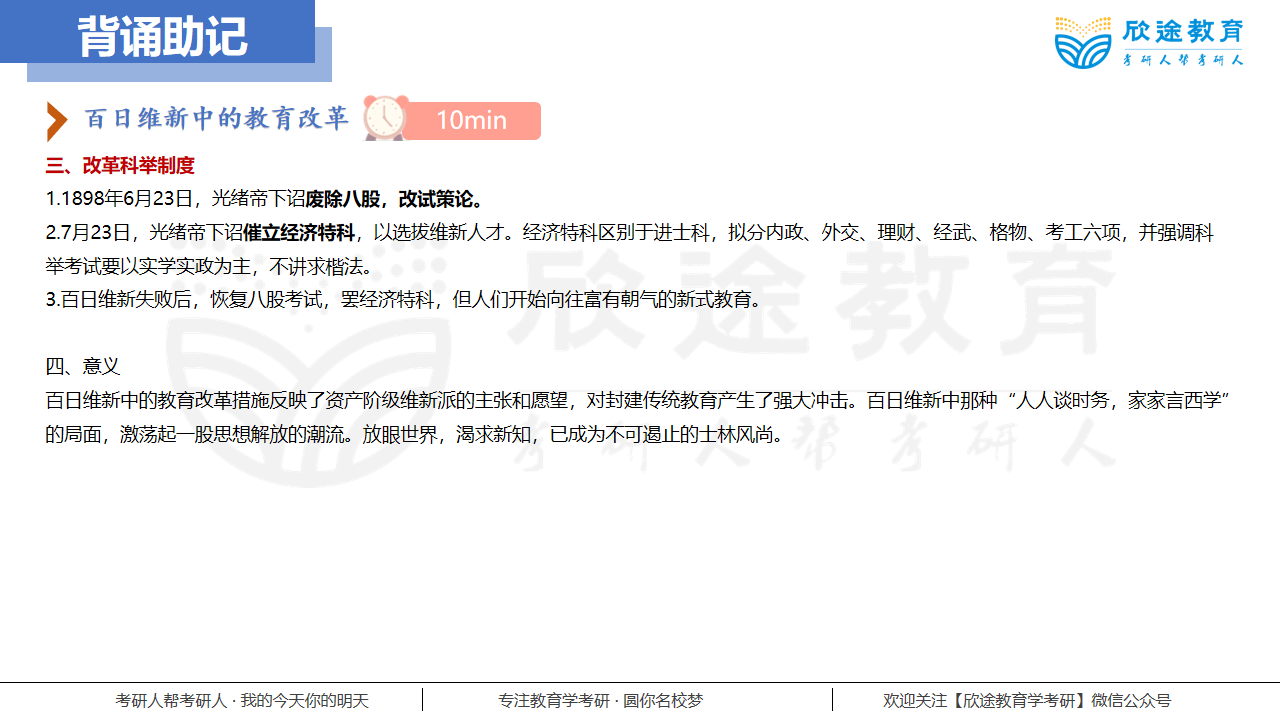 背诵助记
欣途教育
考研人帮考研人
百日维新中的教育改革
10min
三、改革科举制度
1.1898年6月23日，光绪帝下诏废除八股，改试策论。
2.7月23日，光绪帝下诏催立经济特科，以选拔维新人才。经济特科区别于进士科，拟分内政、外交、理财、经武、格物、考工六项，并强调科
举考试要以实学实政为主，不讲求楷法。
3.百日维新失败后，恢复八股考试，罢经济特科，但人们开始向往富有朝气的新式教育。
四、意义
百日维新中的教育改革措施反映了资产阶级维新派的主张和愿望，对封建传统教育产生了强大冲击。百日维新中那种“人人谈时务，家家言西学”
的局面，激荡起一股思想解放的潮流。放眼世界，渴求新知，已成为不可遏止的士林风尚。
欣途教育
考研人帮考研人
考研人帮考研人 · 我的今天你的明天
专注教育学考研 · 圆你名校梦
欢迎关注【欣途教育学考研】微信公众号